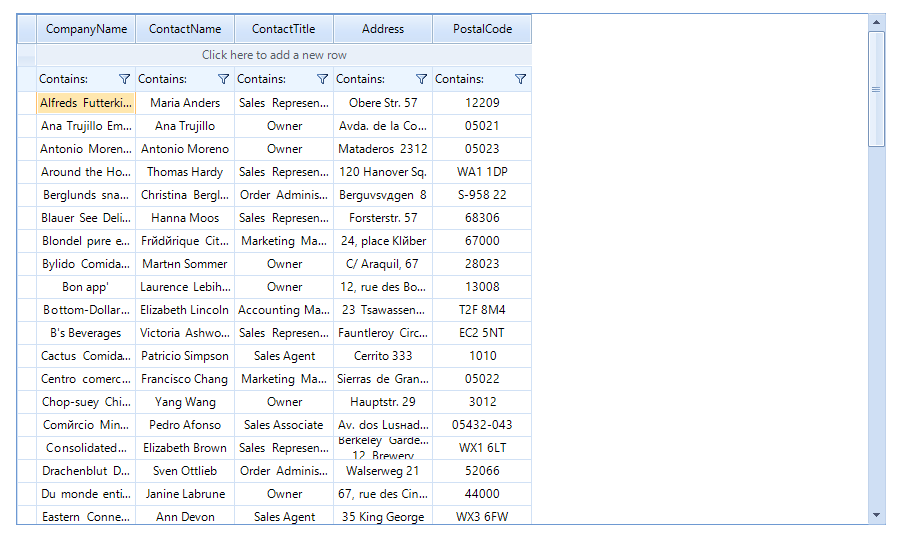 CompanyName ContactName ContactTitle Address PostalCode
Click here to add a new row
Contains: Contains: Contains: Contains: Contains:
Alfreds Futterki... Maria Anders Sales Represen... Obere Str. 57 12209
Ana Trujillo Em... Ana Trujillo Owner Avda. de la Co... 05021
Antonio Moren... Antonio Moreno Owner Mataderos 2312 05023
Around the Ho... Thomas Hardy Sales Represen... 120 Hanover Sq. WA1 1DP
Berglunds sna... Christina Bergl... Order Adminis... Berguvsvдgen 8 S-958 22
Blauer See Deli... Hanna Moos Sales Represen... Forsterstr. 57 68306
Blondel pиre e... Frйdйrique Cit... Marketing Ma... 24, place Klйber 67000
Bylido Comida... Martнn Sommer Owner C/ Araquil, 67 28023
Bon app' Laurence Lebih... Owner 12, rue des Bo... 13008
Bottom-Dollar... Elizabeth Lincoln Accounting Ma... 23 Tsawassen... T2F 8M4
B's Beverages Victoria Ashwo... Sales Represen... Fauntleroy Circ... EC2 5NT
Cactus Comida... Patricio Simpson Sales Agent Cerrito 333 1010
Centro comerc... Francisco Chang Marketing Ma... Sierras de Gran... 05022
Chop-suey Chi... Yang Wang Owner Hauptstr. 29 3012
Comйrcio Min... Pedro Afonso Sales Associate Av. dos Lusнad... 05432-043
Consolidated... Elizabeth Brown Sales Represen... Berkeley Garde... WX1 6LT
12 Brewery
Drachenblut D... Sven Ottlieb Order Adminis... Walserweg 21 52066
Du monde enti... Janine Labrune Owner 67, rue des Cin... 44000
Eastern Conne... Ann Devon Sales Agent 35 King George WX3 6FW